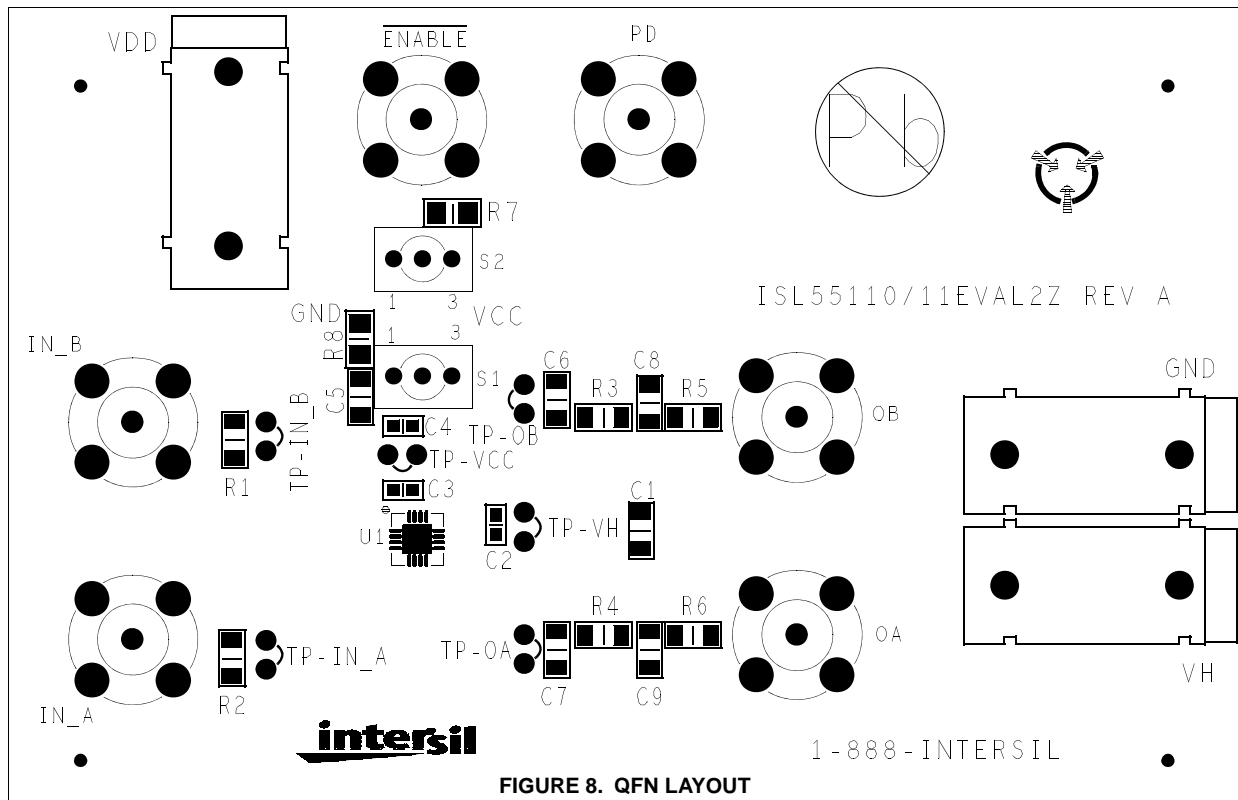 VDD
ENABLE
PD
Pb
R7
S2
1 3
GND
VCC
R8
1 3
S1
C5
ISL55110/11EVAL2Z REV A
IN_B
R1
TP-IN_B
C4
TP-VCC
C3
U1
C6
C8
R3
R5
TP-OB
OB
GND
C2
TP-VH
C1
R4
R6
TP-OA
C7
C9
OA
VH
R2
TP-IN_A
IN_A
intersil
1-888-INTERSIL
FIGURE 8. QFN LAYOUT